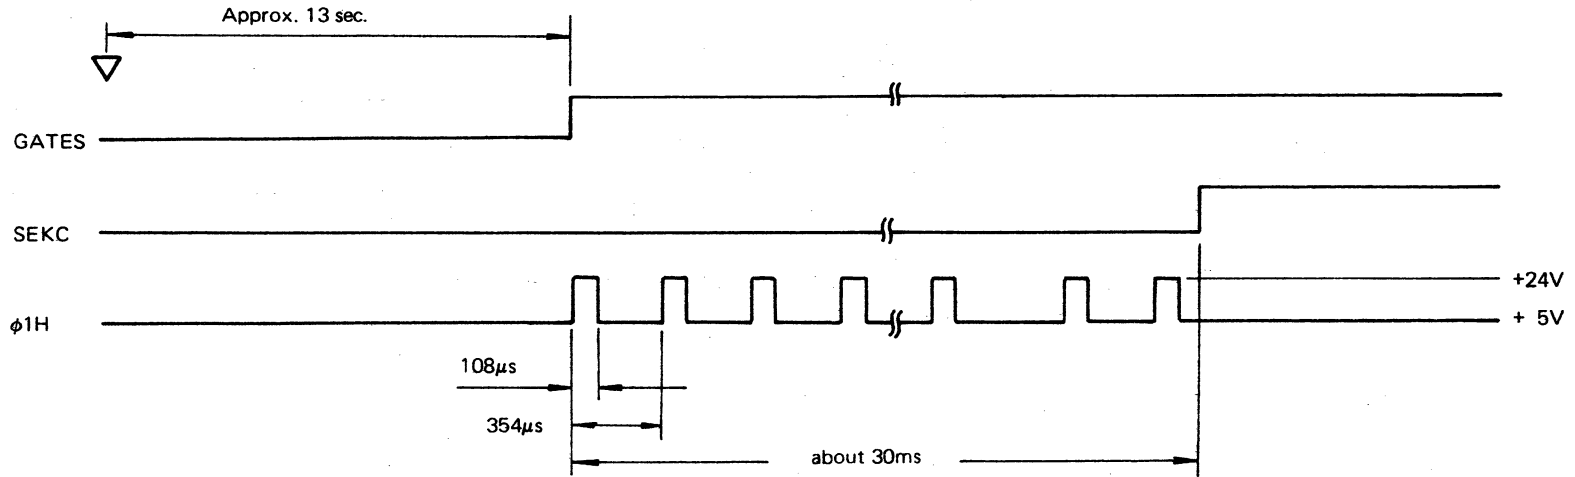 Approx. 13 sec.
GATES
SEKC
+24V
φ1H
+ 5V
108μs
354μs
about 30ms